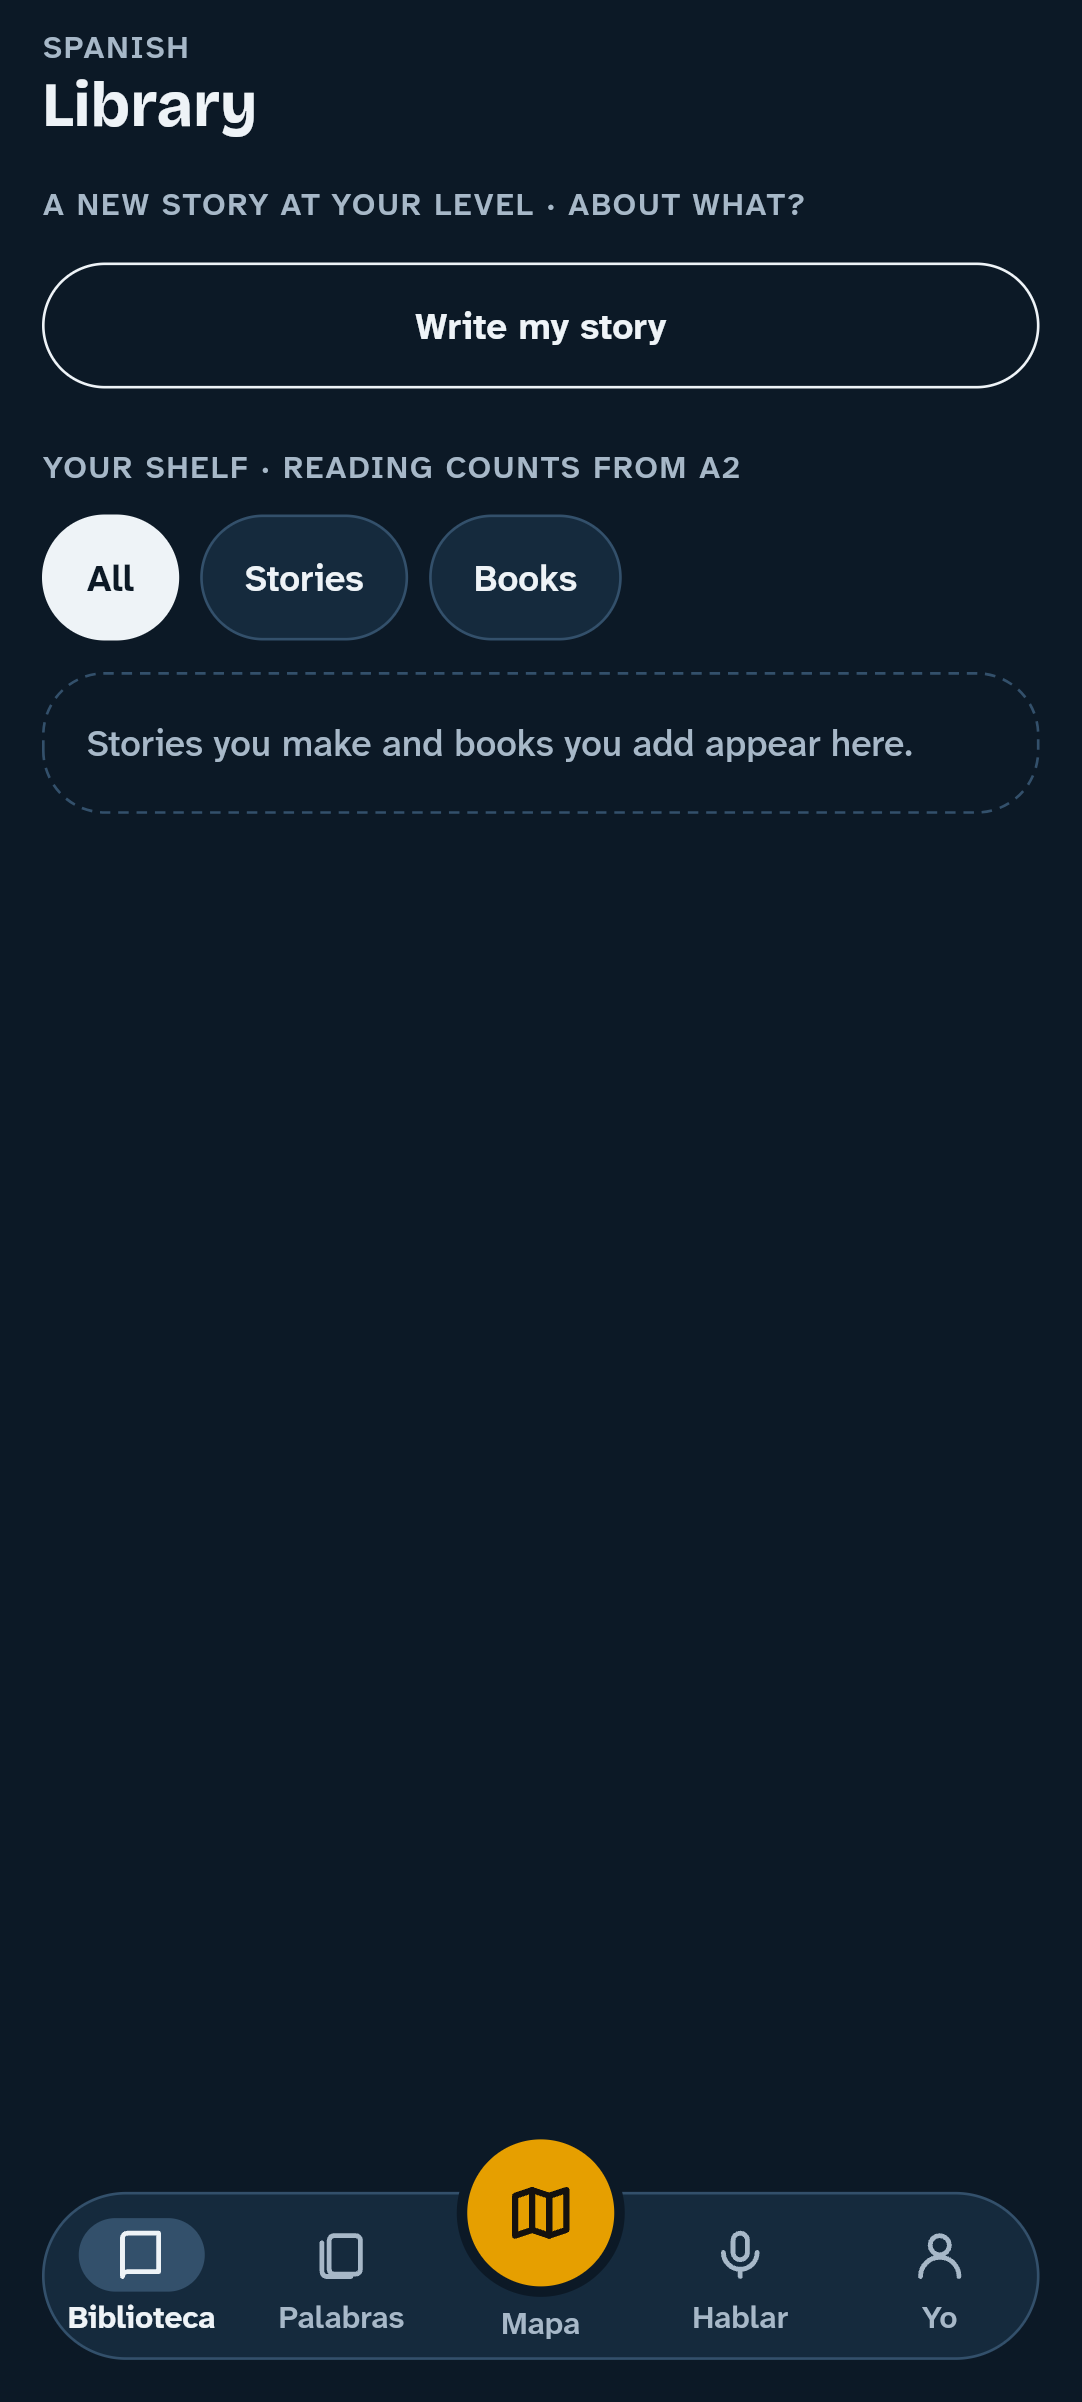 SPANISH
Library
A NEW STORY AT YOUR LEVEL · ABOUT WHAT?
Write my story
YOUR SHELF · READING COUNTS FROM A2
All Stories Books
Stories you make and books you add appear here.
Biblioteca Palabras Mapa Hablar Yo